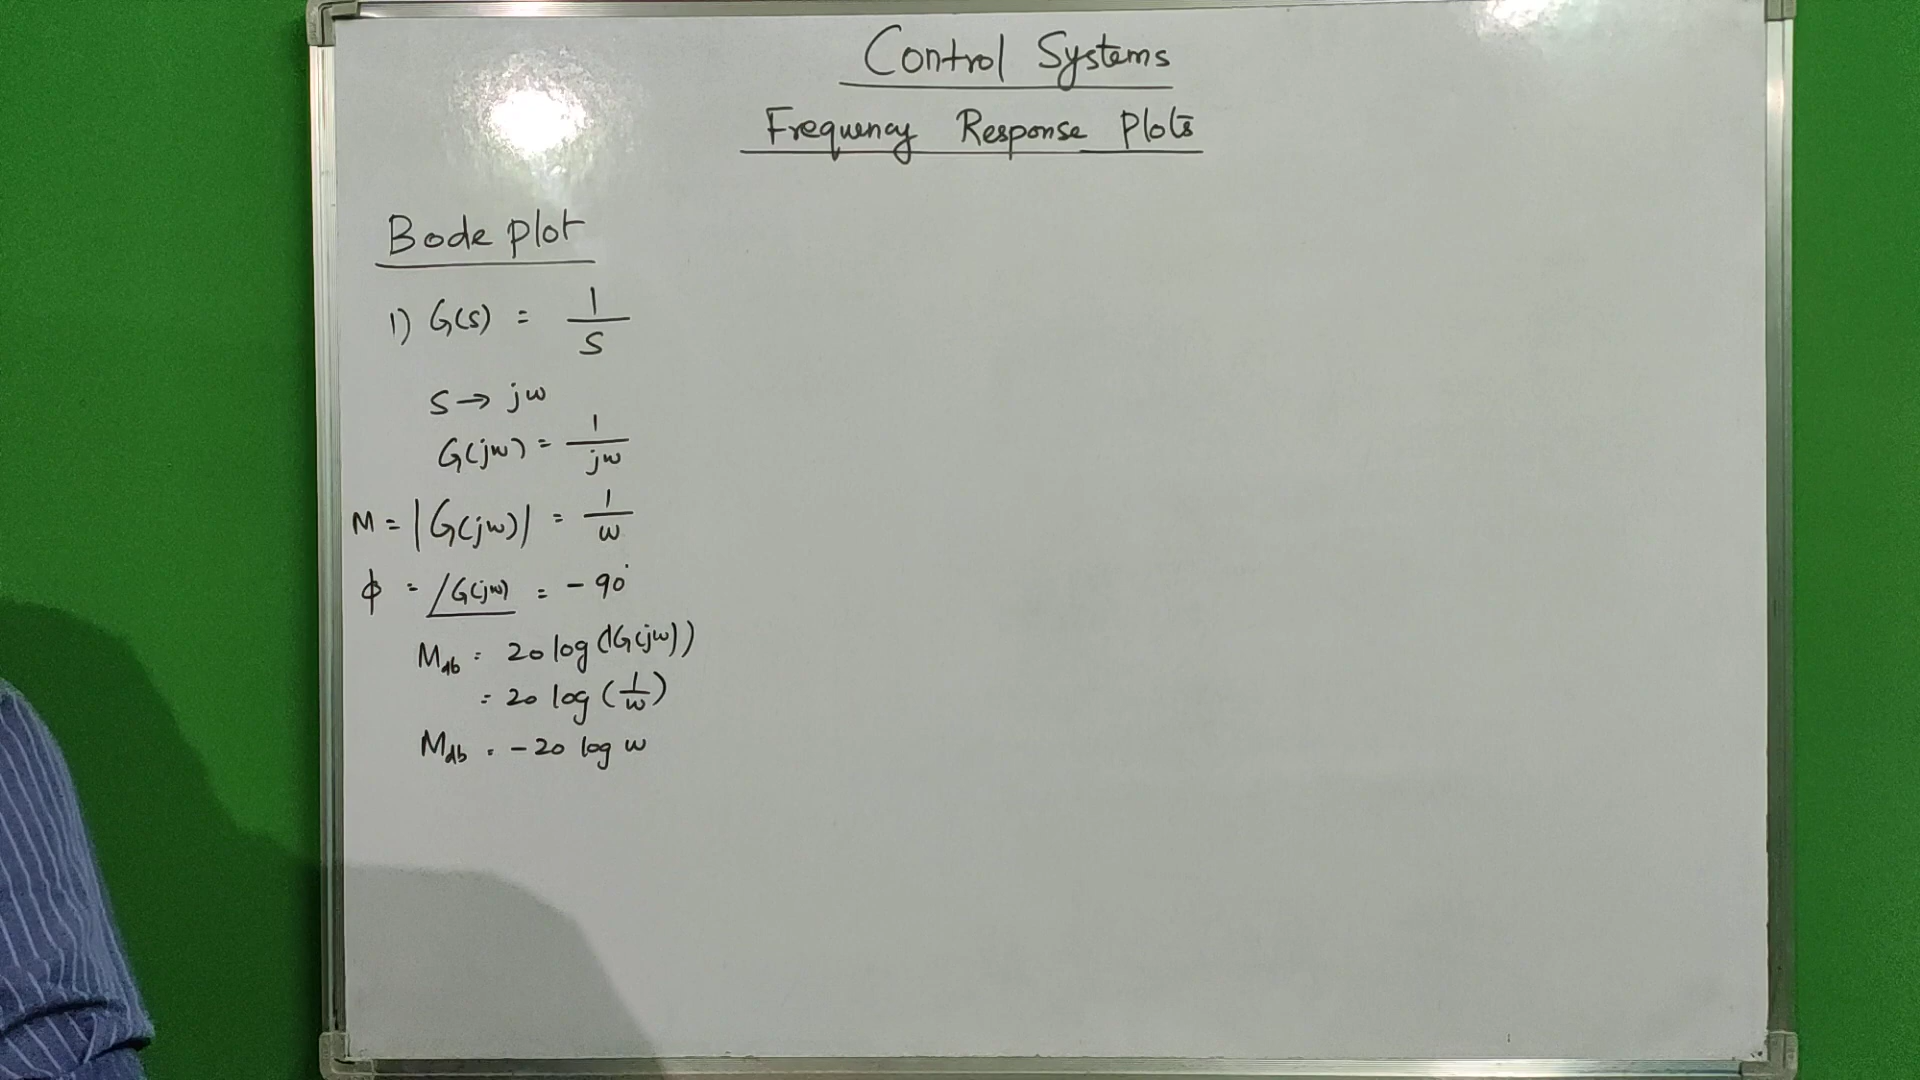 Control Systems
Frequency Response Plots
Bode plot
1) G(s) = 1/s
s → jω
G(jω) = 1/jω
M = |G(jω)| = 1/ω
ϕ = /G(jω) = -90°
Mdb = 20 log (|G(jω)|)
= 20 log (1/ω)
Mdb = -20 log ω